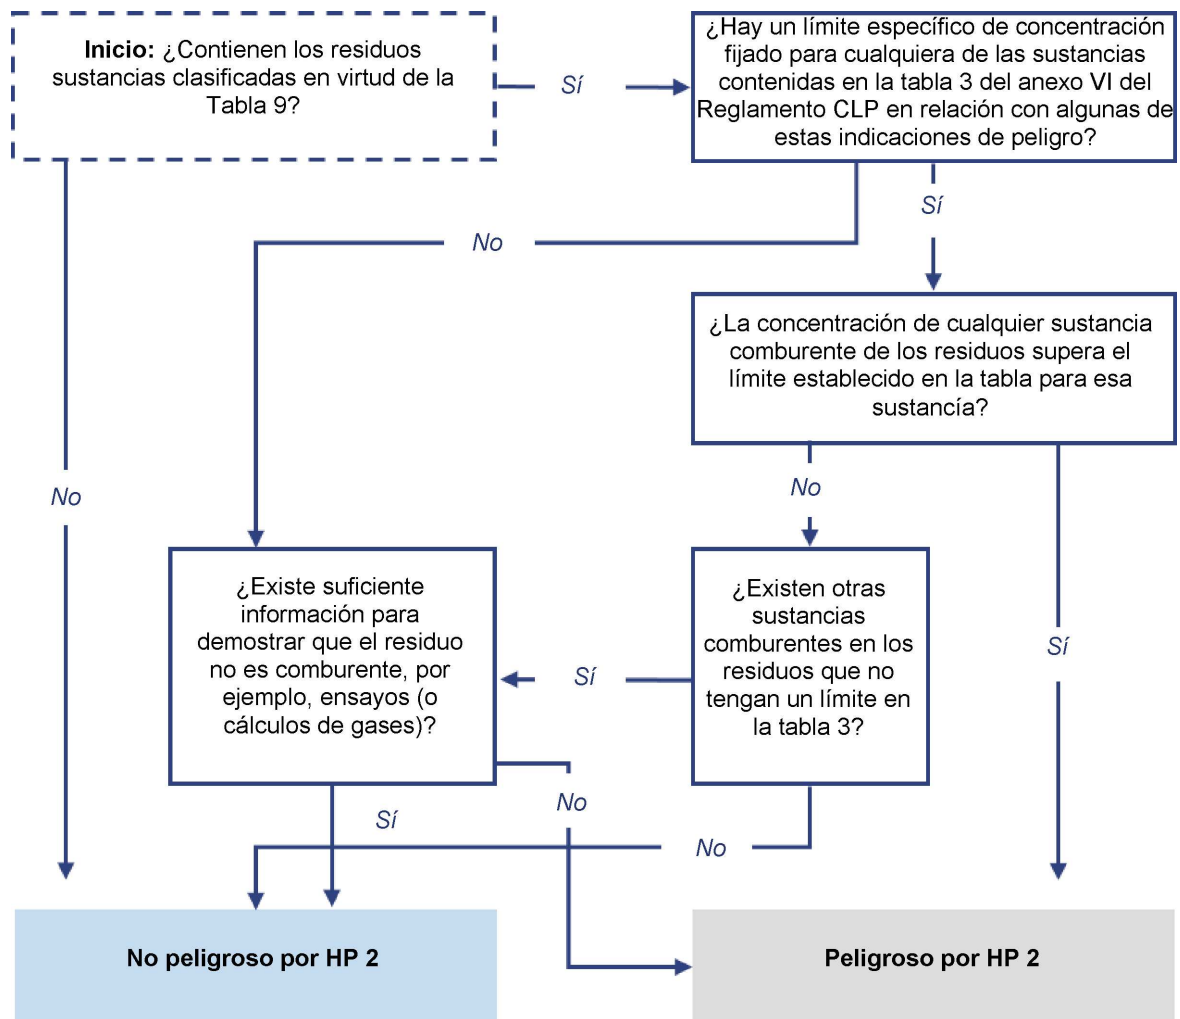 Inicio: ¿Contienen los residuos
sustancias clasificadas en virtud de la
Tabla 9?
Sí
¿Hay un límite específico de concentración
fijado para cualquiera de las sustancias
contenidas en la tabla 3 del anexo VI del
Reglamento CLP en relación con algunas de
estas indicaciones de peligro?
Sí
No
¿La concentración de cualquier sustancia
comburente de los residuos supera el
límite establecido en la tabla para esa
sustancía?
No
No
Sí
¿Existe suficiente
información para
demostrar que el residuo
no es comburente, por
ejemplo, ensayos (o
cálculos de gases)?
Sí
¿Existen otras
sustancias
comburentes en los
residuos que no
tengan un límite en
la tabla 3?
Sí
No
No
No peligroso por HP 2
Peligroso por HP 2